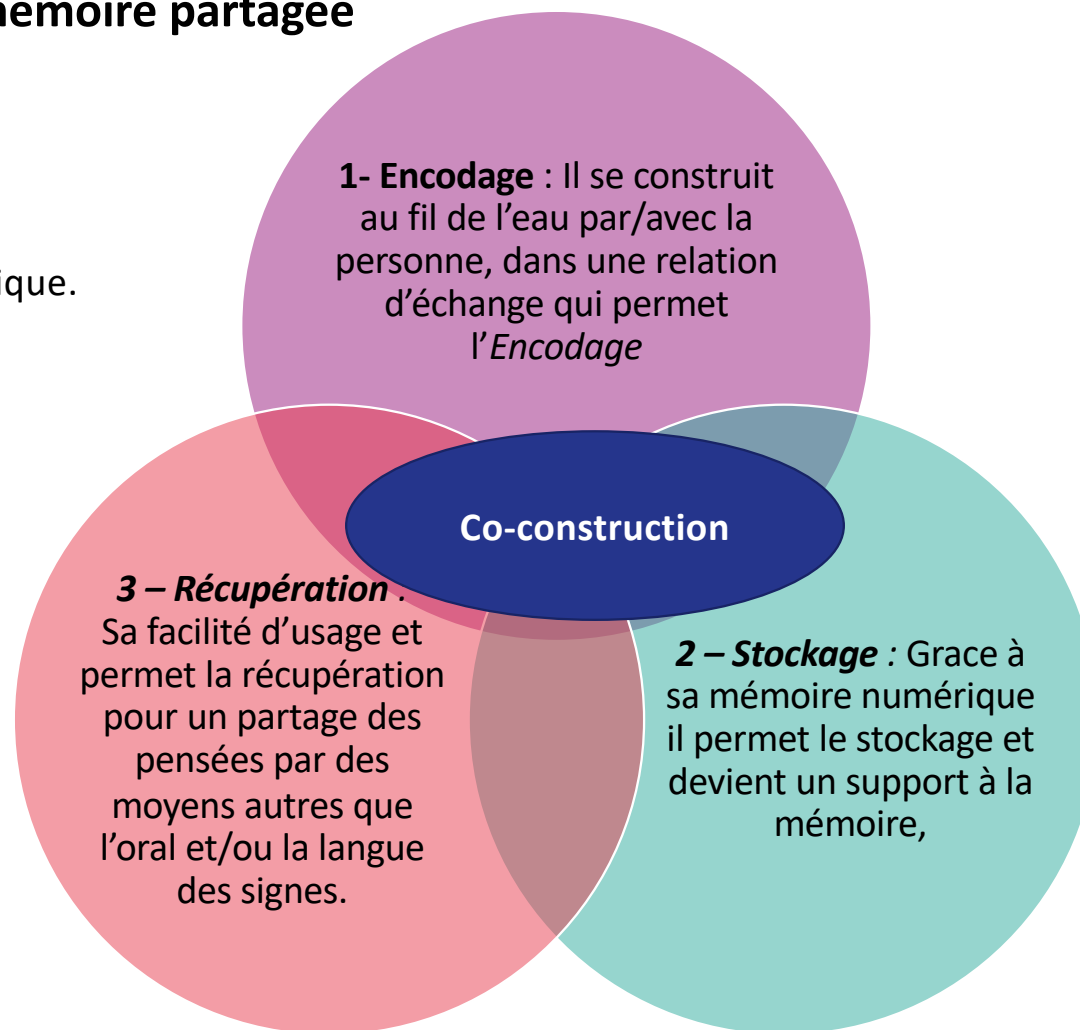 mémoire partagée
ique.
1- Encodage : Il se construit
au fil de l’eau par/avec la
personne, dans une relation
d’échange qui permet
l’Encodage
Co-construction
3 – Récupération :
Sa facilité d’usage et
permet la récupération
pour un partage des
pensées par des
moyens autres que
l’oral et/ou la langue
des signes.
2 – Stockage : Grace à
sa mémoire numérique
il permet le stockage et
devient un support à la
mémoire,